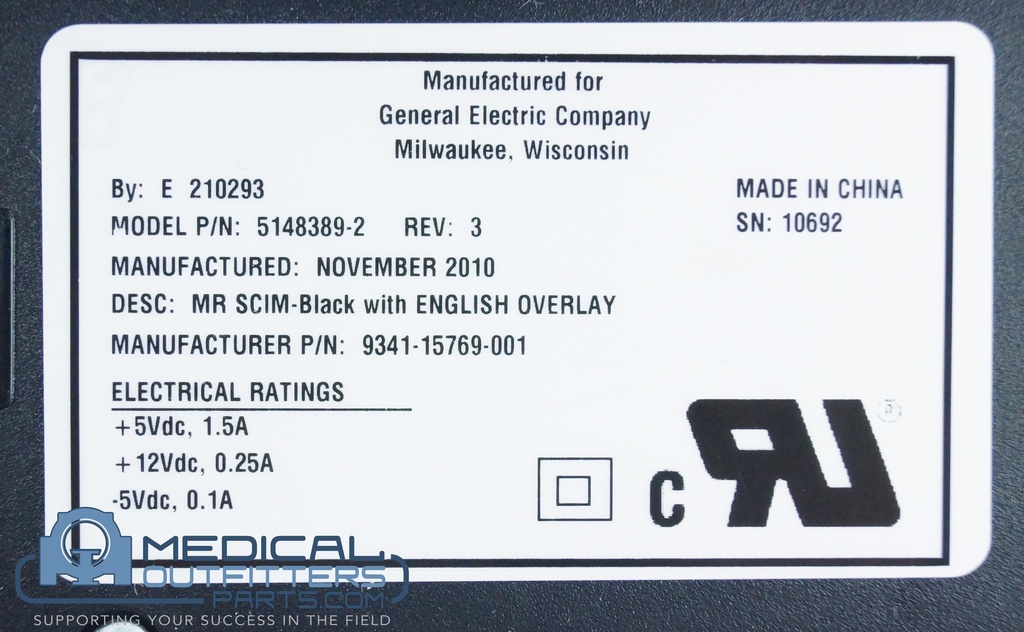 Manufactured for
General Electric Company
Milwaukee, Wisconsin
By: E 210293
MADE IN CHINA
MODEL P/N: 5148389-2 REV: 3
SN: 10692
MANUFACTURED: NOVEMBER 2010
DESC: MR SCIM-Black with ENGLISH OVERLAY
MANUFACTURER P/N: 9341-15769-001
ELECTRICAL RATINGS
+5Vdc, 1.5A
+12Vdc, 0.25A
-5Vdc, 0.1A
C RU ®
MEDICAL
OUTFITTERS
PARTS.COM
SUPPORTING YOUR SUCCESS IN THE FIELD